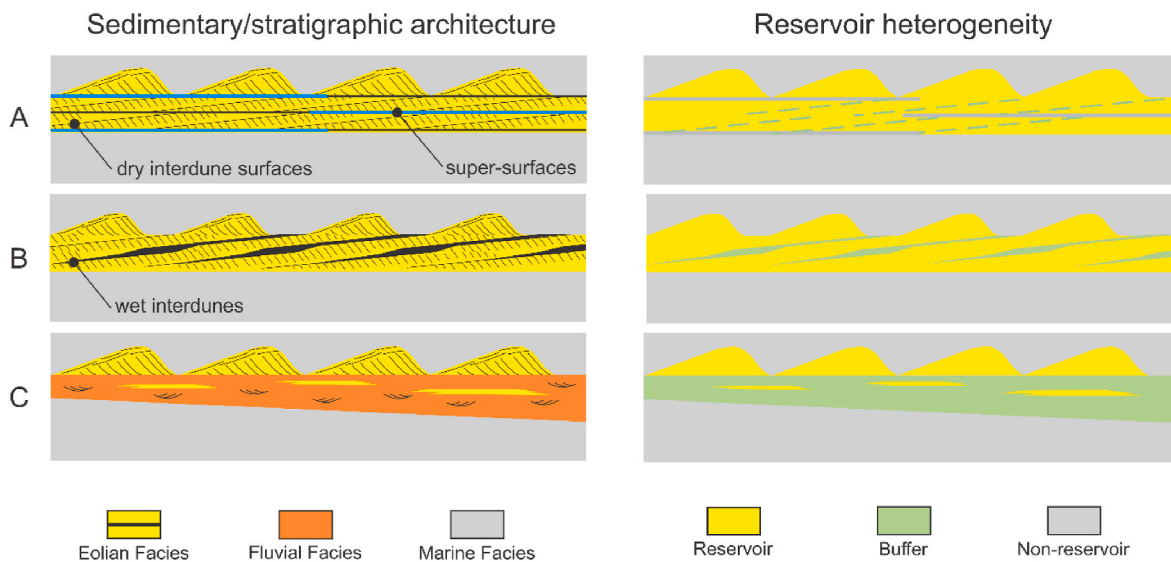 Sedimentary/stratigraphic architecture
Reservoir heterogeneity
A
dry interdune surfaces
super-surfaces
B
wet interdunes
C
Eolian Facies
Fluvial Facies
Marine Facies
Reservoir
Buffer
Non-reservoir